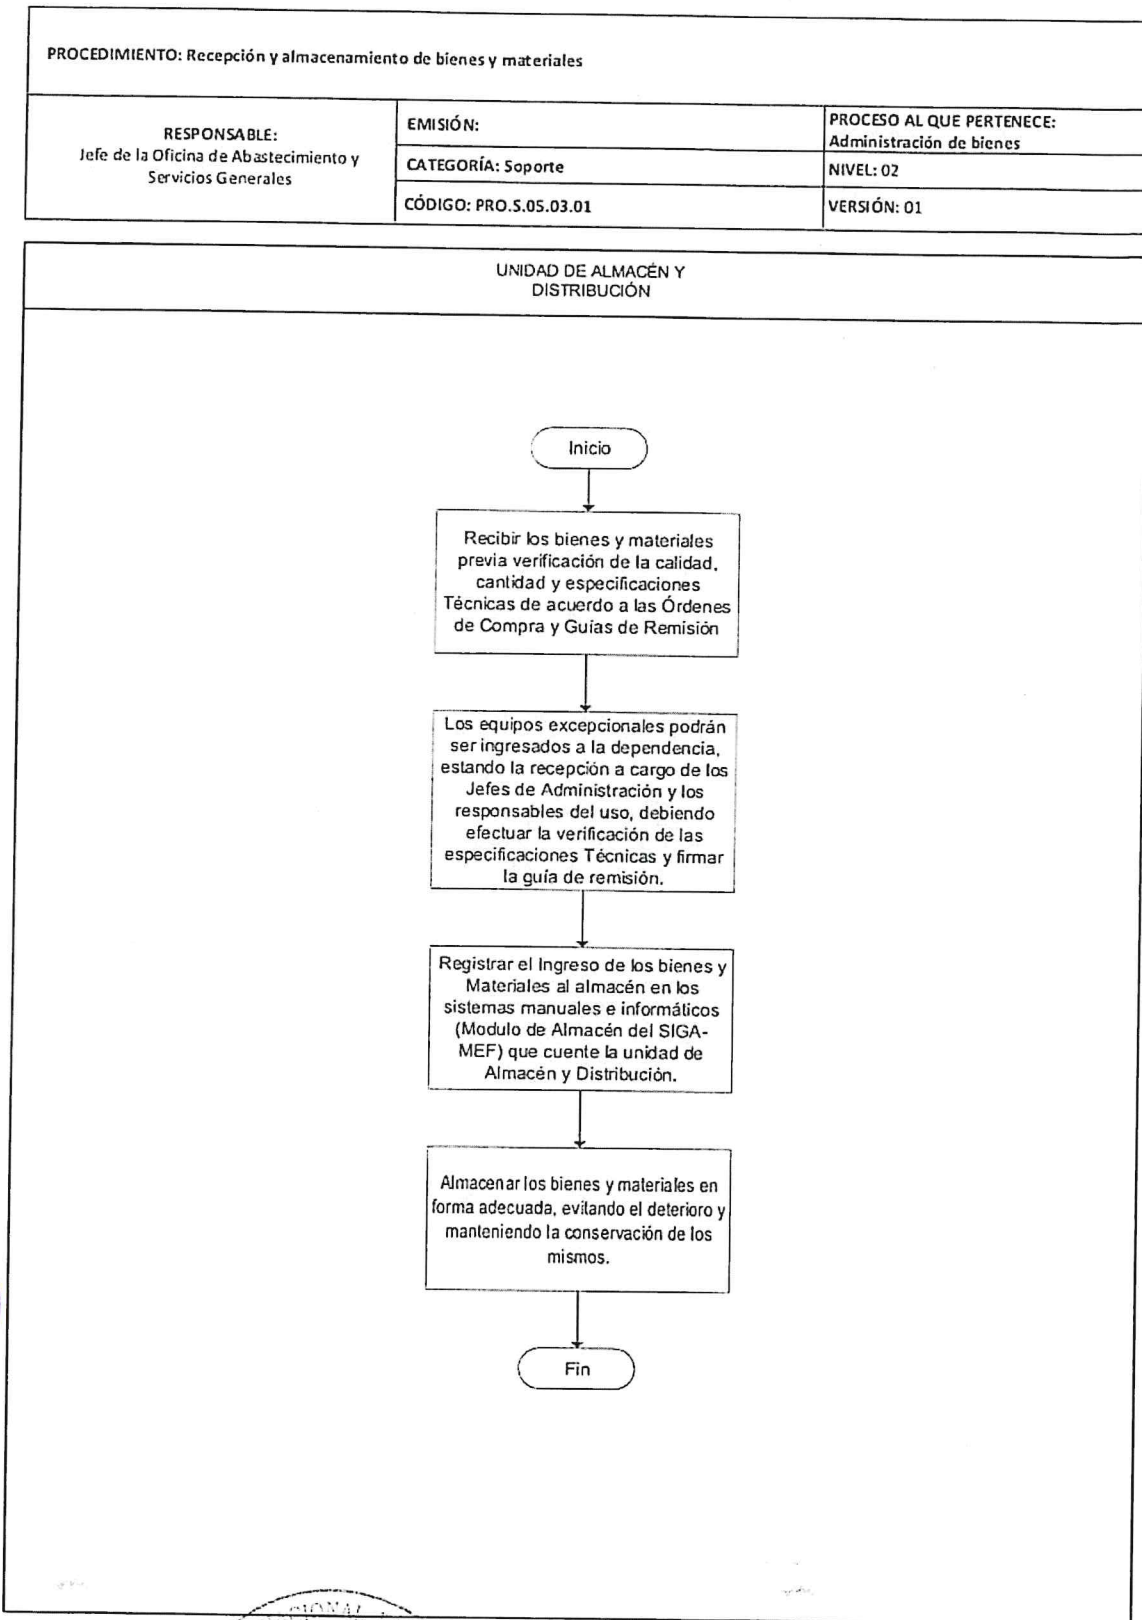 PROCEDIMIENTO: Recepción y almacenamiento de bienes y materiales
RESPONSABLE:
Jefe de la Oficina de Abastecimiento y
Servicios Generales
EMISIÓN:
CATEGORÍA: Soporte
CÓDIGO: PRO.S.05.03.01
PROCESO AL QUE PERTENECE:
Administración de bienes
NIVEL: 02
VERSIÓN: 01
UNIDAD DE ALMACÉN Y
DISTRIBUCIÓN
Inicio
Recibir los bienes y materiales
previa verificación de la calidad,
cantidad y especificaciones
Técnicas de acuerdo a las Órdenes
de Compra y Guías de Remisión
Los equipos excepcionales podrán
ser ingresados a la dependencia,
estando la recepción a cargo de los
Jefes de Administración y los
responsables del uso, debiendo
efectuar la verificación de las
especificaciones Técnicas y firmar
la guía de remisión.
Registrar el Ingreso de los bienes y
Materiales al almacén en los
sistemas manuales e informáticos
(Modulo de Almacén del SIGA-
MEF) que cuente la unidad de
Almacén y Distribución.
Almacenar los bienes y materiales en
forma adecuada, evitando el deterioro y
manteniendo la conservación de los
mismos.
Fin